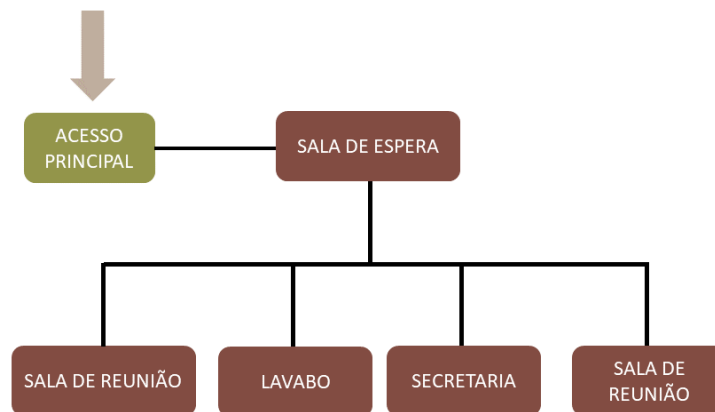 ACESSO
PRINCIPAL
SALA DE ESPERA
SALA DE REUNIÃO
LAVABO
SECRETARIA
SALA DE
REUNIÃO